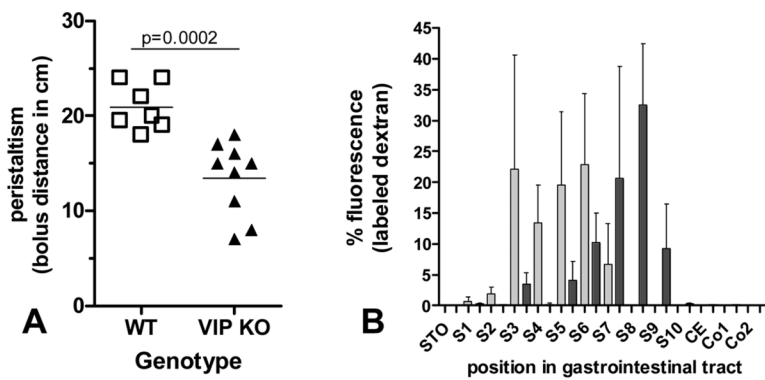 p=0.0002
30
20
10
0
peristaltism
(bolus distance in cm)
WT
VIP KO
Genotype
A
45
40
35
30
25
20
15
10
5
0
% fluorescence
(labeled dextran)
STO
S1
S2
S3
S4
S5
S6
S7
S8
S9
S10
CE
Co1
Co2
position in gastrointestinal tract
B